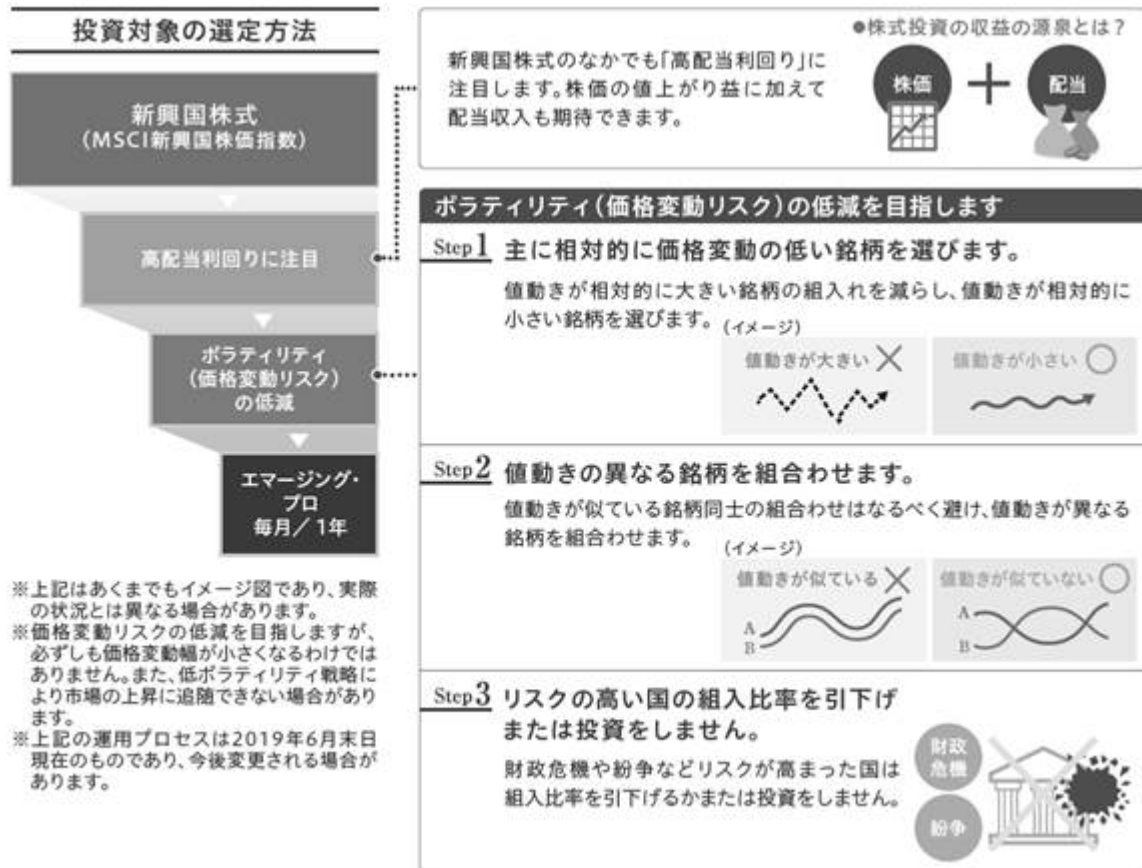 投資対象の選定方法
新興国株式
(MSCI新興国株価指数)
高配当利回りに注目
ボラティリティ
(価格変動リスク)
の低減
エマージング・
プロ
毎月/1年
※上記はあくまでもイメージ図であり、実際
の状況とは異なる場合があります。
※価格変動リスクの低減を目指しますが、
必ずしも価格変動幅が小さくなるわけでは
ありません。また、低ボラティリティ戦略に
より市場の上昇に追随できない場合があり
ます。
※上記の運用プロセスは2019年6月末日
現在のものであり、今後変更される場合が
あります。
新興国株式のなかでも「高配当利回り」に
注目します。株価の値上がり益に加えて
配当収入も期待できます。
●株式投資の収益の源泉とは?
株価
+
配当
ボラティリティ(価格変動リスク)の低減を目指します
Step1 主に相対的に価格変動の低い銘柄を選びます。
値動きが相対的に大きい銘柄の組入れを減らし、値動きが相対的に
小さい銘柄を選びます。
(イメージ)
値動きが大きい
値動きが小さい
Step2 値動きの異なる銘柄を組合わせます。
値動きが似ている銘柄同士の組合わせはなるべく避け、値動きが異なる
銘柄を組合わせます。
(イメージ)
値動きが似ている
A
B
値動きが似ていない
A
B
Step3 リスクの高い国の組入比率を引下げ
または投資をしません。
財政危機や紛争などリスクが高まった国は
組入比率を引下げるかまたは投資をしません。
財政
危機
紛争